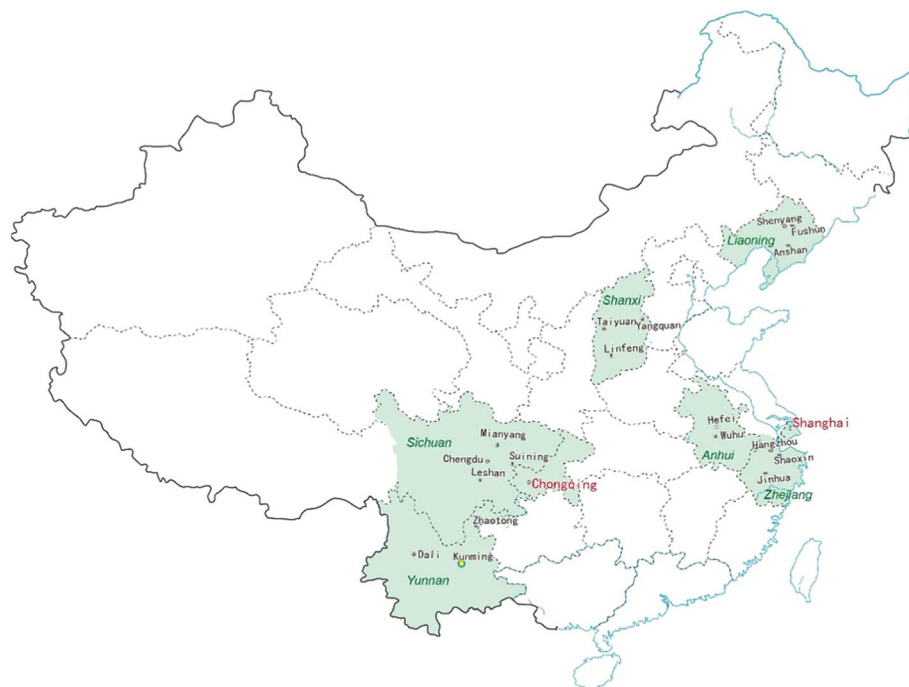 Shenyang
Fushun
Liaoning
Anshan
Shanxi
Taiyuan
Yangquan
Linfeng
Hefei
Shanghai
Wuhu
Hangzhou
Anhui
Shaoxin
Jinhua
Zhejiang
Mianyang
Sichuan
Chengdu
Suining
Leshan
Chongqing
Zhaotong
Dali
Kunming
Yunnan